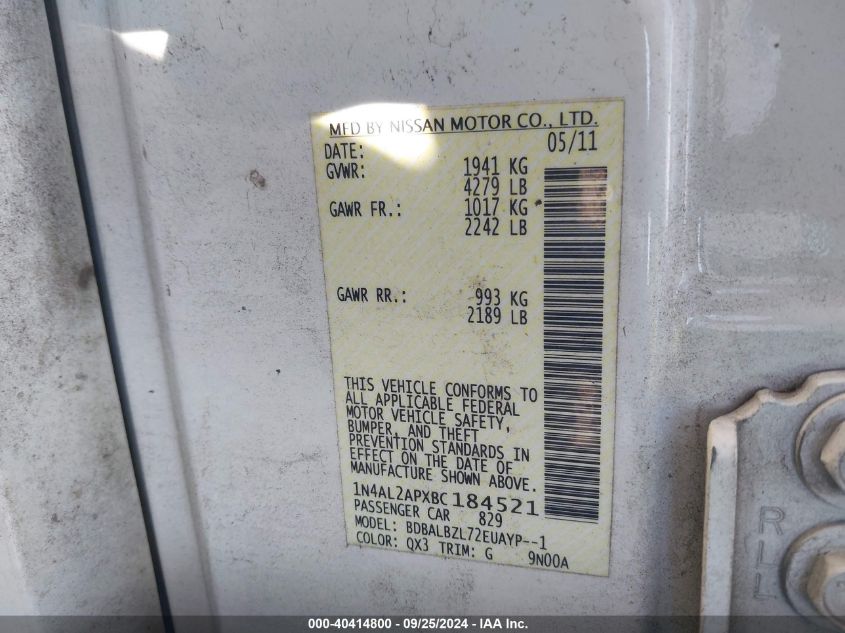 MFD BY NISSAN MOTOR CO., LTD.
DATE: 05/11
GVWR: 1941 KG
4279 LB
GAWR FR.: 1017 KG
2242 LB
GAWR RR.: 993 KG
2189 LB
THIS VEHICLE CONFORMS TO
ALL APPLICABLE FEDERAL
MOTOR VEHICLE SAFETY,
BUMPER, AND THEFT
PREVENTION STANDARDS IN
EFFECT ON THE DATE OF
MANUFACTURE SHOWN ABOVE.
1N4AL2APXBC184521
PASSENGER CAR 829
MODEL: BDBALBZL72EUAYP--1
COLOR: QX3 TRIM: G 9N00A
RLL
000-40414800 - 09/25/2024 - IAA Inc.